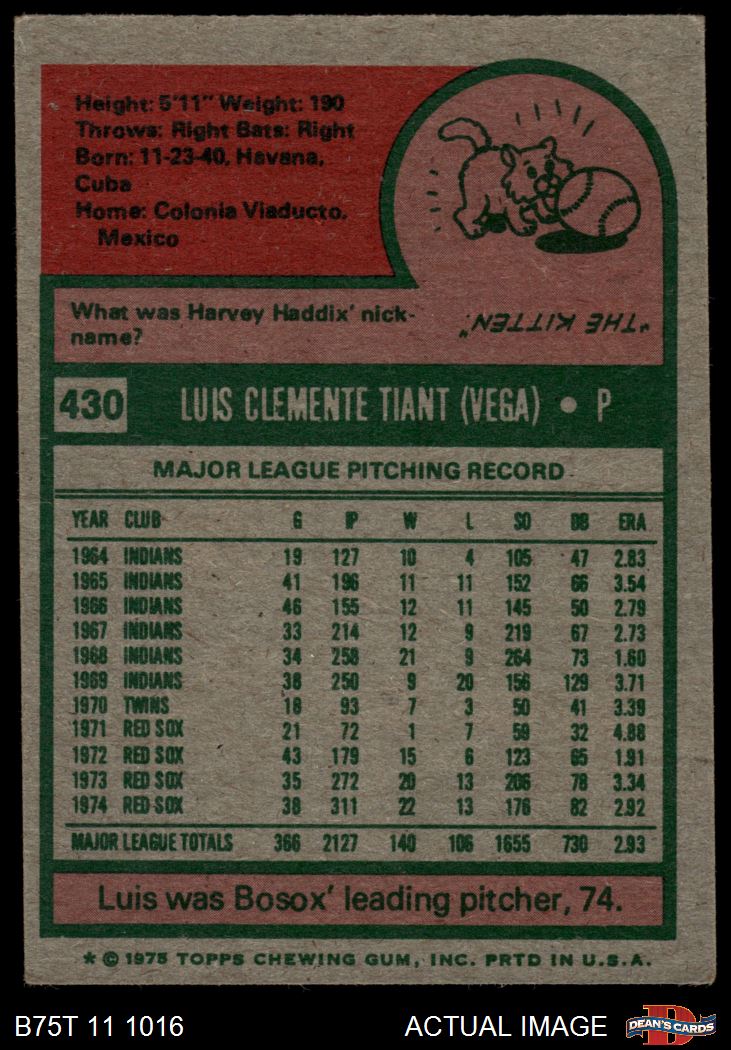 Height: 5'11" Weight: 190
Throws: Right Bats: Right
Born: 11-23-40, Havana,
Cuba
Home: Colonia Viaducto,
Mexico
What was Harvey Haddix' nick-
name?
"THE KITTEN."
430 LUIS CLEMENTE TIANT (VEGA) • P
MAJOR LEAGUE PITCHING RECORD
YEAR CLUB G IP W L SO BB ERA
1964 INDIANS 19 127 10 4 105 47 2.83
1965 INDIANS 41 196 11 11 152 66 3.54
1966 INDIANS 46 155 12 11 145 50 2.79
1967 INDIANS 33 214 12 9 219 67 2.73
1968 INDIANS 34 258 21 9 264 73 1.60
1969 INDIANS 38 250 9 20 156 129 3.71
1970 TWINS 18 93 7 3 50 41 3.39
1971 RED SOX 21 72 1 7 59 32 4.88
1972 RED SOX 43 179 15 6 123 65 1.91
1973 RED SOX 35 272 20 13 206 78 3.34
1974 RED SOX 38 311 22 13 176 82 2.92
MAJOR LEAGUE TOTALS 366 2127 140 106 1655 730 2.93
Luis was Bosox' leading pitcher, 74.
* © 1975 TOPPS CHEWING GUM, INC. PRTD IN U.S.A.
B75T 11 1016 ACTUAL IMAGE D DEAN'S CARDS